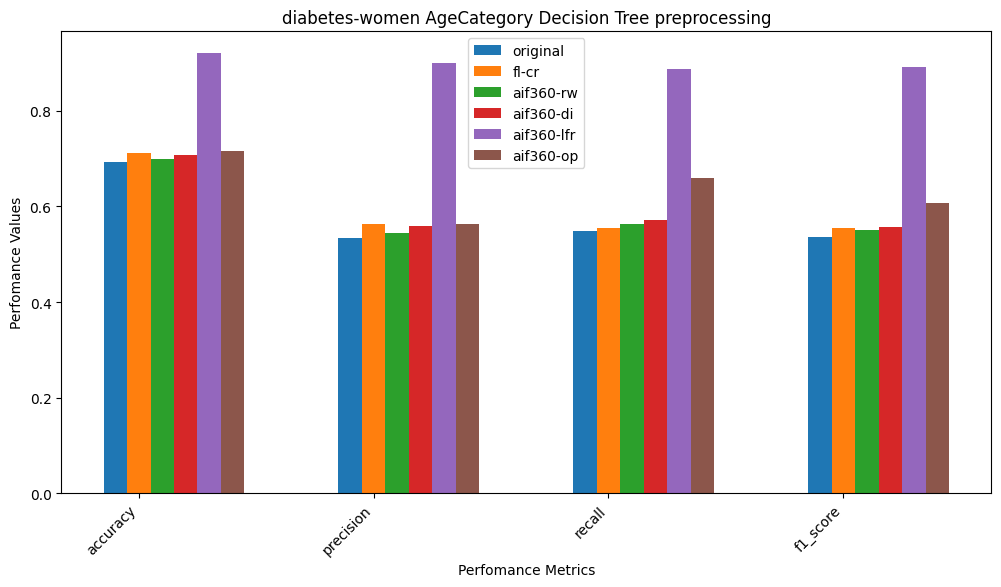 diabetes-women AgeCategory Decision Tree preprocessing
original
fl-cr
aif360-rw
aif360-di
aif360-lfr
aif360-op
Perfomance Values
0.8
0.6
0.4
0.2
0.0
accuracy
precision
recall
f1_score
Perfomance Metrics